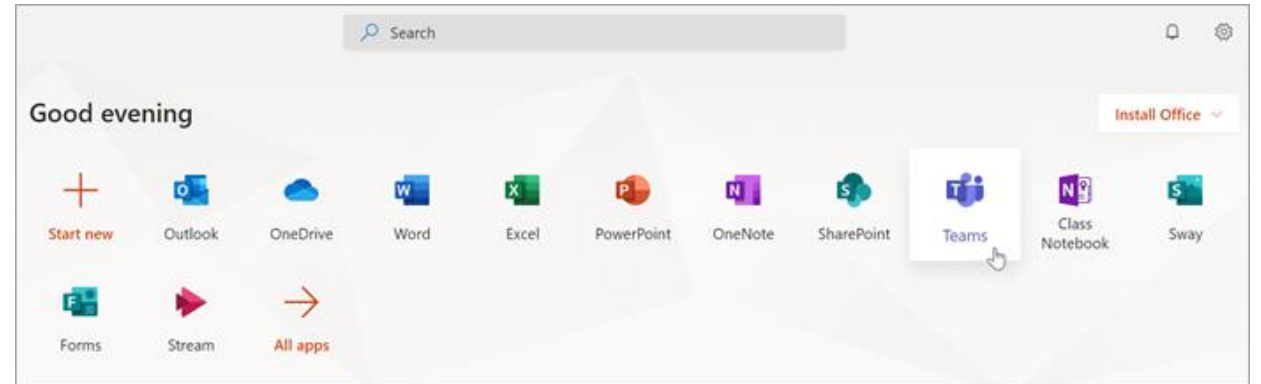 Search
Good evening
Install Office
Start new
Outlook
OneDrive
Word
Excel
PowerPoint
OneNote
SharePoint
Teams
Class
Notebook
Sway
Forms
Stream
All apps